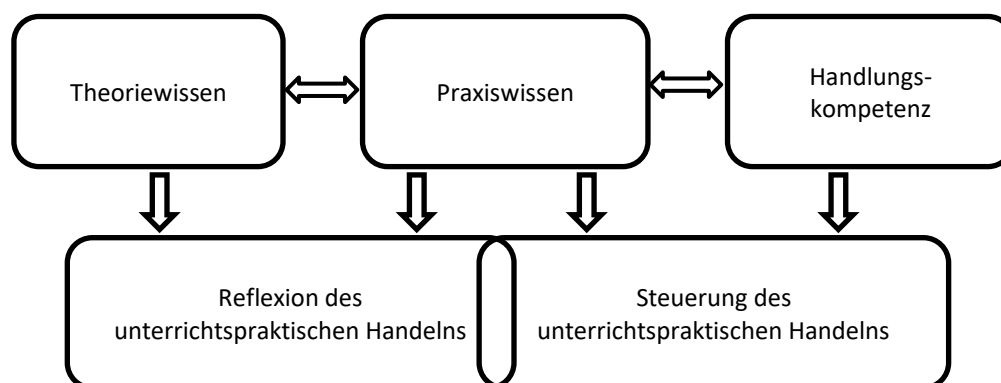 Theoriewissen
Praxiswissen
Handlungs-
kompetenz
Reflexion des
unterrichtspraktischen Handelns
Steuerung des
unterrichtspraktischen Handelns